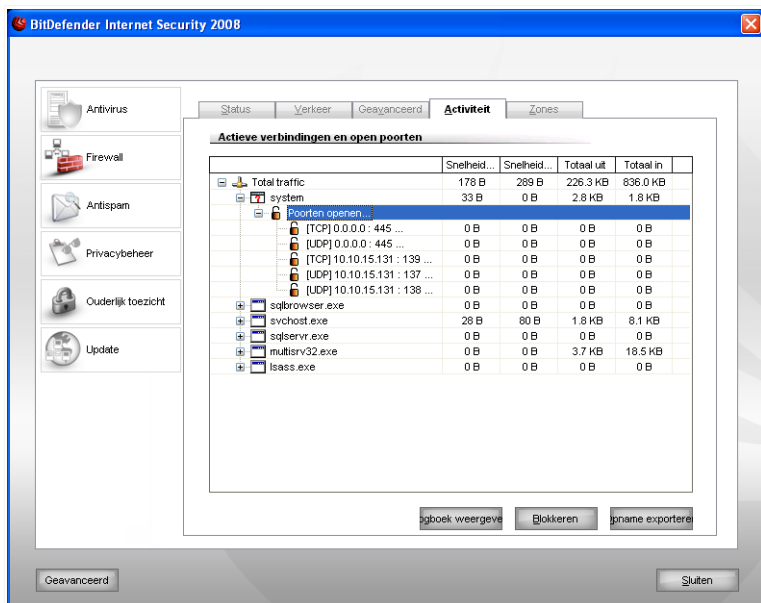 BitDefender Internet Security 2008
Antivirus
Firewall
Antispam
Privacybeheer
Ouderlijk toezicht
Update
Status Verkeer Geavanceerd Activiteit Zones
Actieve verbindingen en open poorten
Snelheid... Snelheid... Totaal uit Totaal in
Total traffic 178 B 289 B 226.3 KB 836.0 KB
system 33 B 0 B 2.8 KB 1.8 KB
Poorten openen...
[TCP] 0.0.0.0 : 445 ... 0 B 0 B 0 B 0 B
[UDP] 0.0.0.0 : 445 ... 0 B 0 B 0 B 0 B
[TCP] 10.10.15.131 : 139 ... 0 B 0 B 0 B 0 B
[UDP] 10.10.15.131 : 137 ... 0 B 0 B 0 B 0 B
[UDP] 10.10.15.131 : 138 ... 0 B 0 B 0 B 0 B
sqlbrowser.exe 0 B 0 B 0 B 0 B
svchost.exe 28 B 80 B 1.8 KB 8.1 KB
sqlservr.exe 0 B 0 B 0 B 0 B
multisrv32.exe 0 B 0 B 3.7 KB 18.5 KB
lsass.exe 0 B 0 B 0 B 0 B
ogboek weergeve Blokkeren pname exportere
Geavanceerd Sluiten